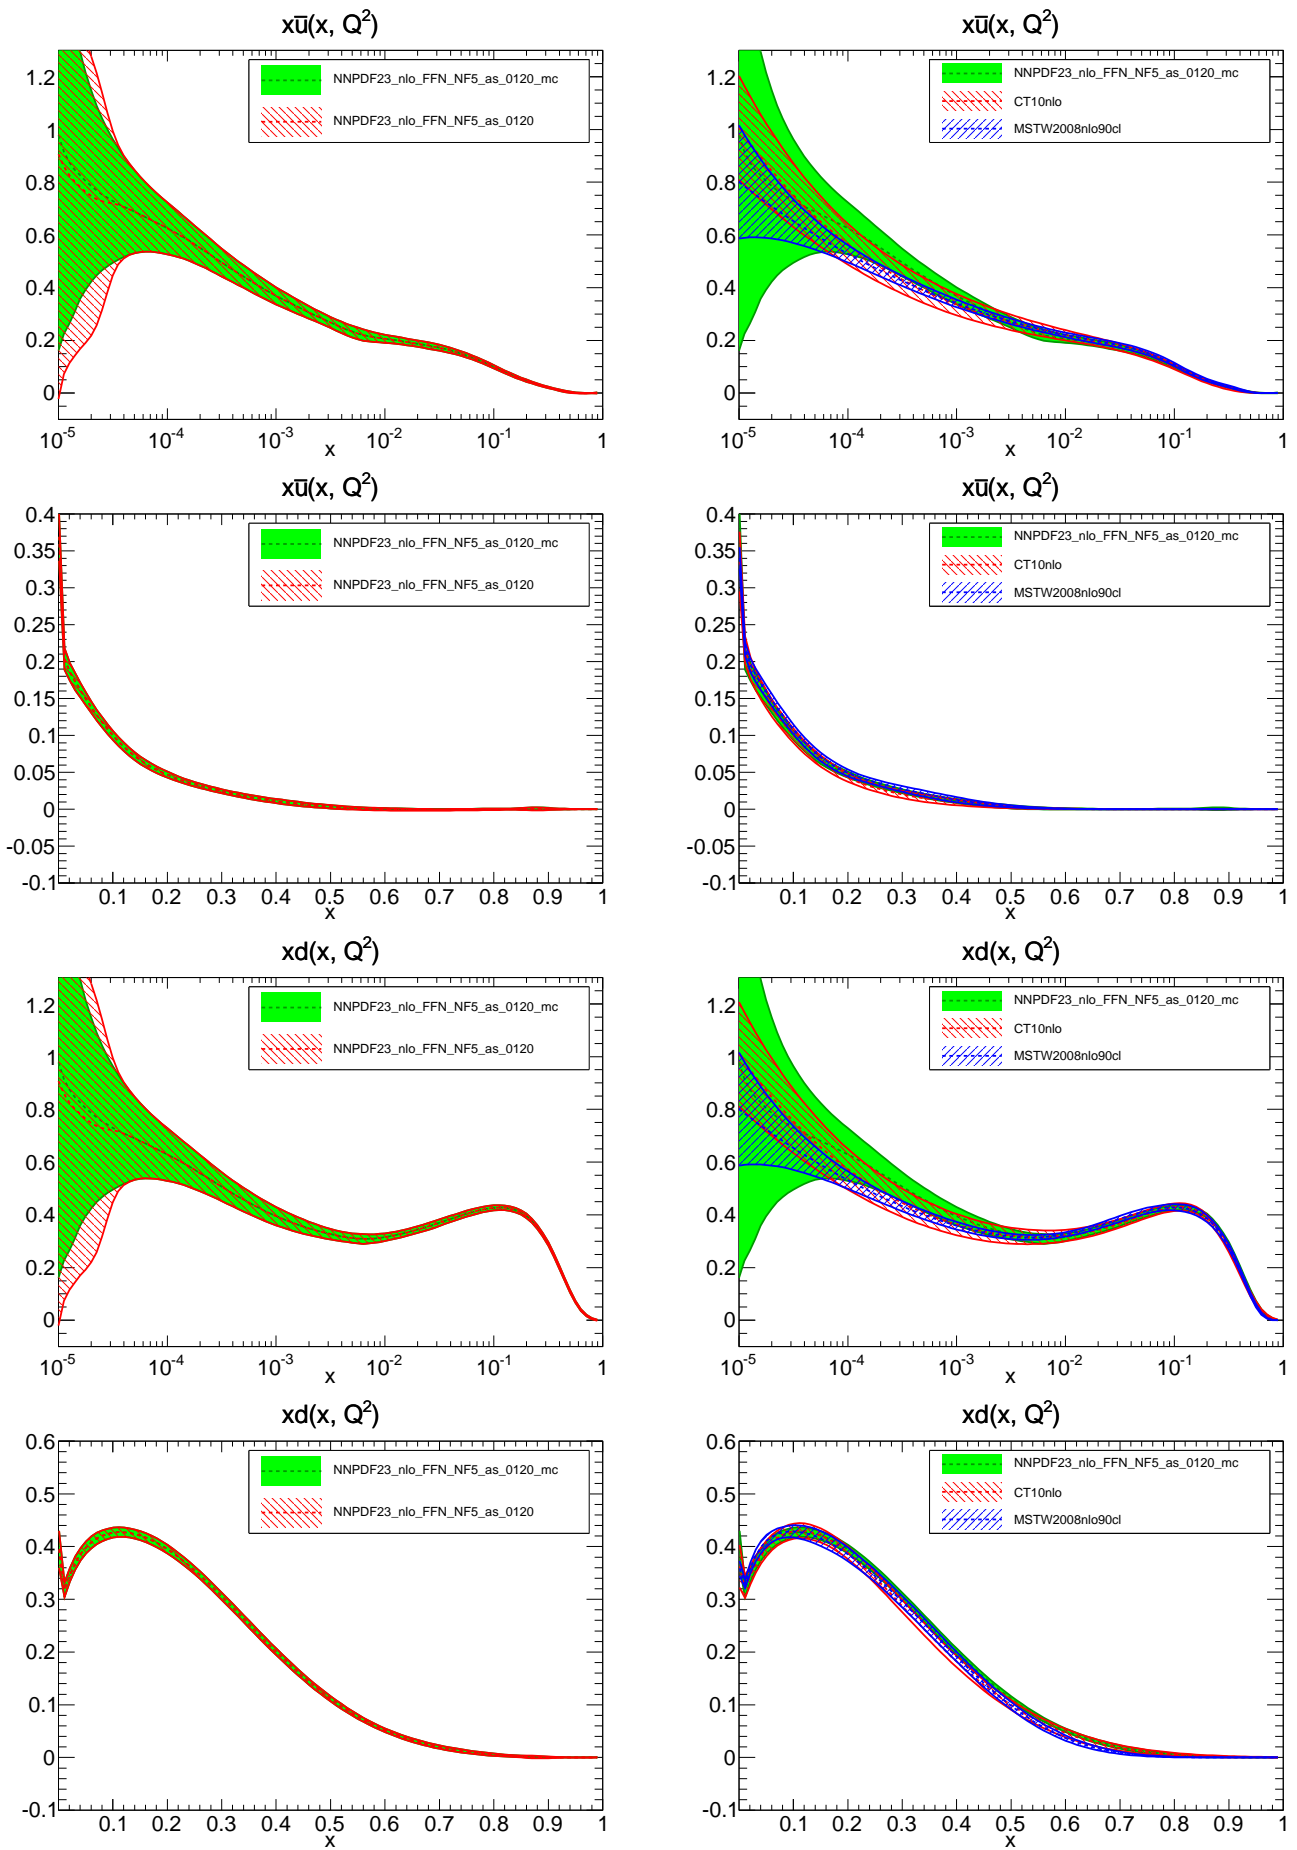 xū(x, Q²)
NNPDF23_nlo_FFN_NF5_as_0120_mc
NNPDF23_nlo_FFN_NF5_as_0120
1.2
1
0.8
0.6
0.4
0.2
0
10⁻⁵ 10⁻⁴ 10⁻³ 10⁻² 10⁻¹ 1
x
xū(x, Q²)
NNPDF23_nlo_FFN_NF5_as_0120_mc
CT10nlo
MSTW2008nlo90cl
1.2
1
0.8
0.6
0.4
0.2
0
10⁻⁵ 10⁻⁴ 10⁻³ 10⁻² 10⁻¹ 1
x
xū(x, Q²)
NNPDF23_nlo_FFN_NF5_as_0120_mc
NNPDF23_nlo_FFN_NF5_as_0120
0.4
0.35
0.3
0.25
0.2
0.15
0.1
0.05
0
-0.05
-0.1
0.1 0.2 0.3 0.4 0.5 0.6 0.7 0.8 0.9 1
x
xū(x, Q²)
NNPDF23_nlo_FFN_NF5_as_0120_mc
CT10nlo
MSTW2008nlo90cl
0.4
0.35
0.3
0.25
0.2
0.15
0.1
0.05
0
-0.05
-0.1
0.1 0.2 0.3 0.4 0.5 0.6 0.7 0.8 0.9 1
x
xd(x, Q²)
NNPDF23_nlo_FFN_NF5_as_0120_mc
NNPDF23_nlo_FFN_NF5_as_0120
1.2
1
0.8
0.6
0.4
0.2
0
10⁻⁵ 10⁻⁴ 10⁻³ 10⁻² 10⁻¹ 1
x
xd(x, Q²)
NNPDF23_nlo_FFN_NF5_as_0120_mc
CT10nlo
MSTW2008nlo90cl
1.2
1
0.8
0.6
0.4
0.2
0
10⁻⁵ 10⁻⁴ 10⁻³ 10⁻² 10⁻¹ 1
x
xd(x, Q²)
NNPDF23_nlo_FFN_NF5_as_0120_mc
NNPDF23_nlo_FFN_NF5_as_0120
0.6
0.5
0.4
0.3
0.2
0.1
0
-0.1
0.1 0.2 0.3 0.4 0.5 0.6 0.7 0.8 0.9 1
x
xd(x, Q²)
NNPDF23_nlo_FFN_NF5_as_0120_mc
CT10nlo
MSTW2008nlo90cl
0.6
0.5
0.4
0.3
0.2
0.1
0
-0.1
0.1 0.2 0.3 0.4 0.5 0.6 0.7 0.8 0.9 1
x